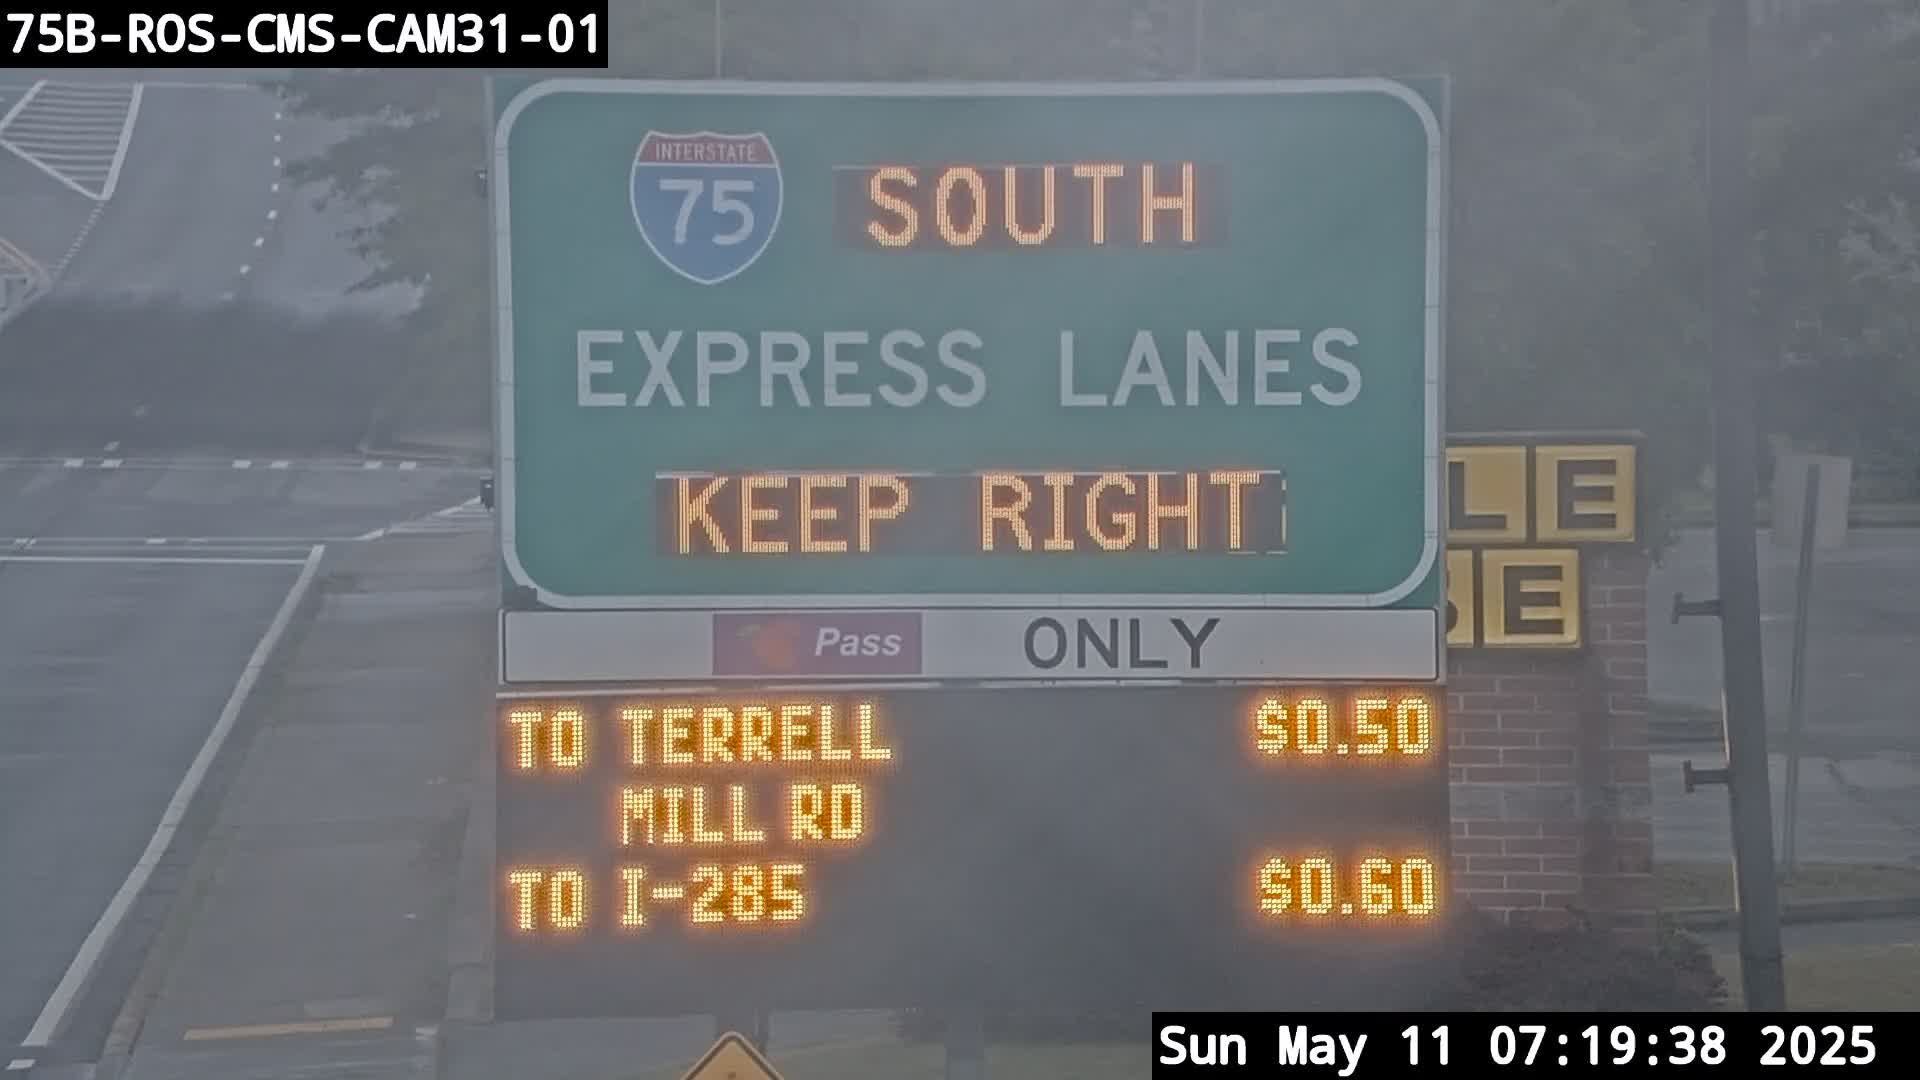 75B-ROS-CMS-CAM31-01
INTERSTATE
75
SOUTH
EXPRESS LANES
KEEP RIGHT
Pass ONLY
TO TERRELL $0.50
MILL RD
TO I-285 $0.60
LE
E
Sun May 11 07:19:38 2025